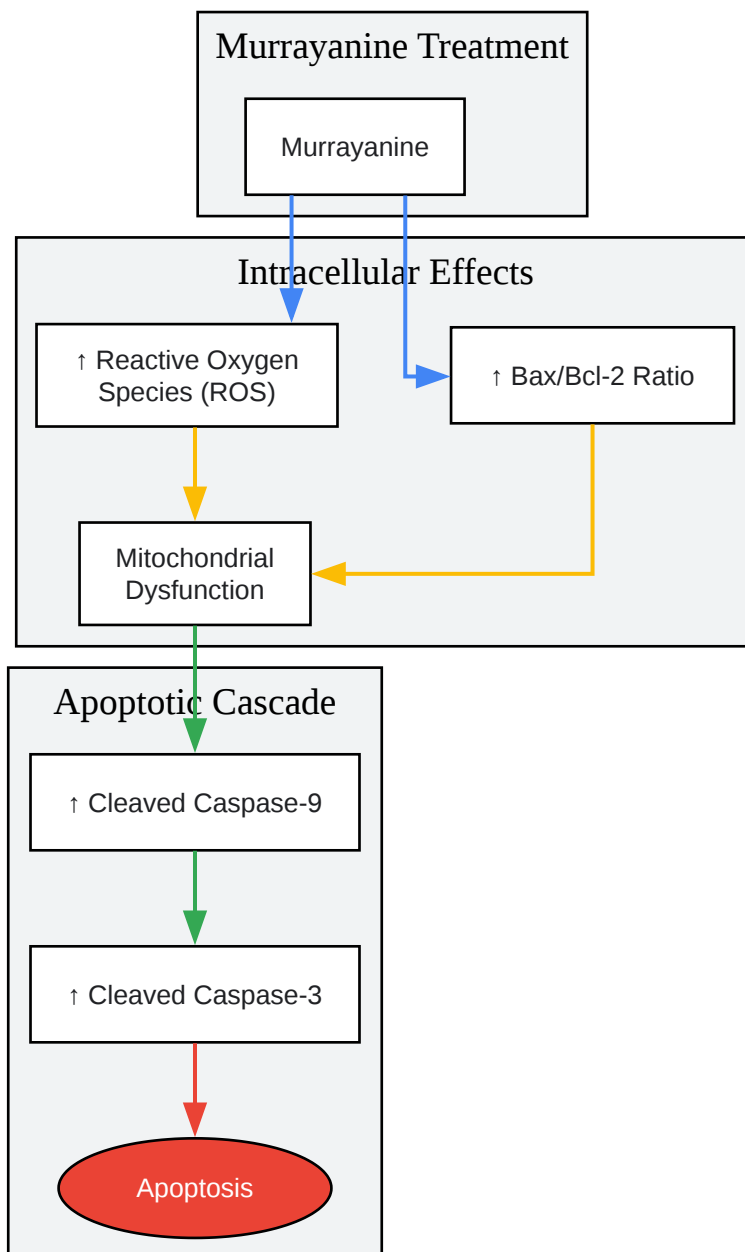 Murrayanine Treatment
Murrayanine
Intracellular Effects
↑ Reactive Oxygen
Species (ROS)
↑ Bax/Bcl-2 Ratio
Mitochondrial
Dysfunction
Apoptotic Cascade
↑ Cleaved Caspase-9
↑ Cleaved Caspase-3
Apoptosis